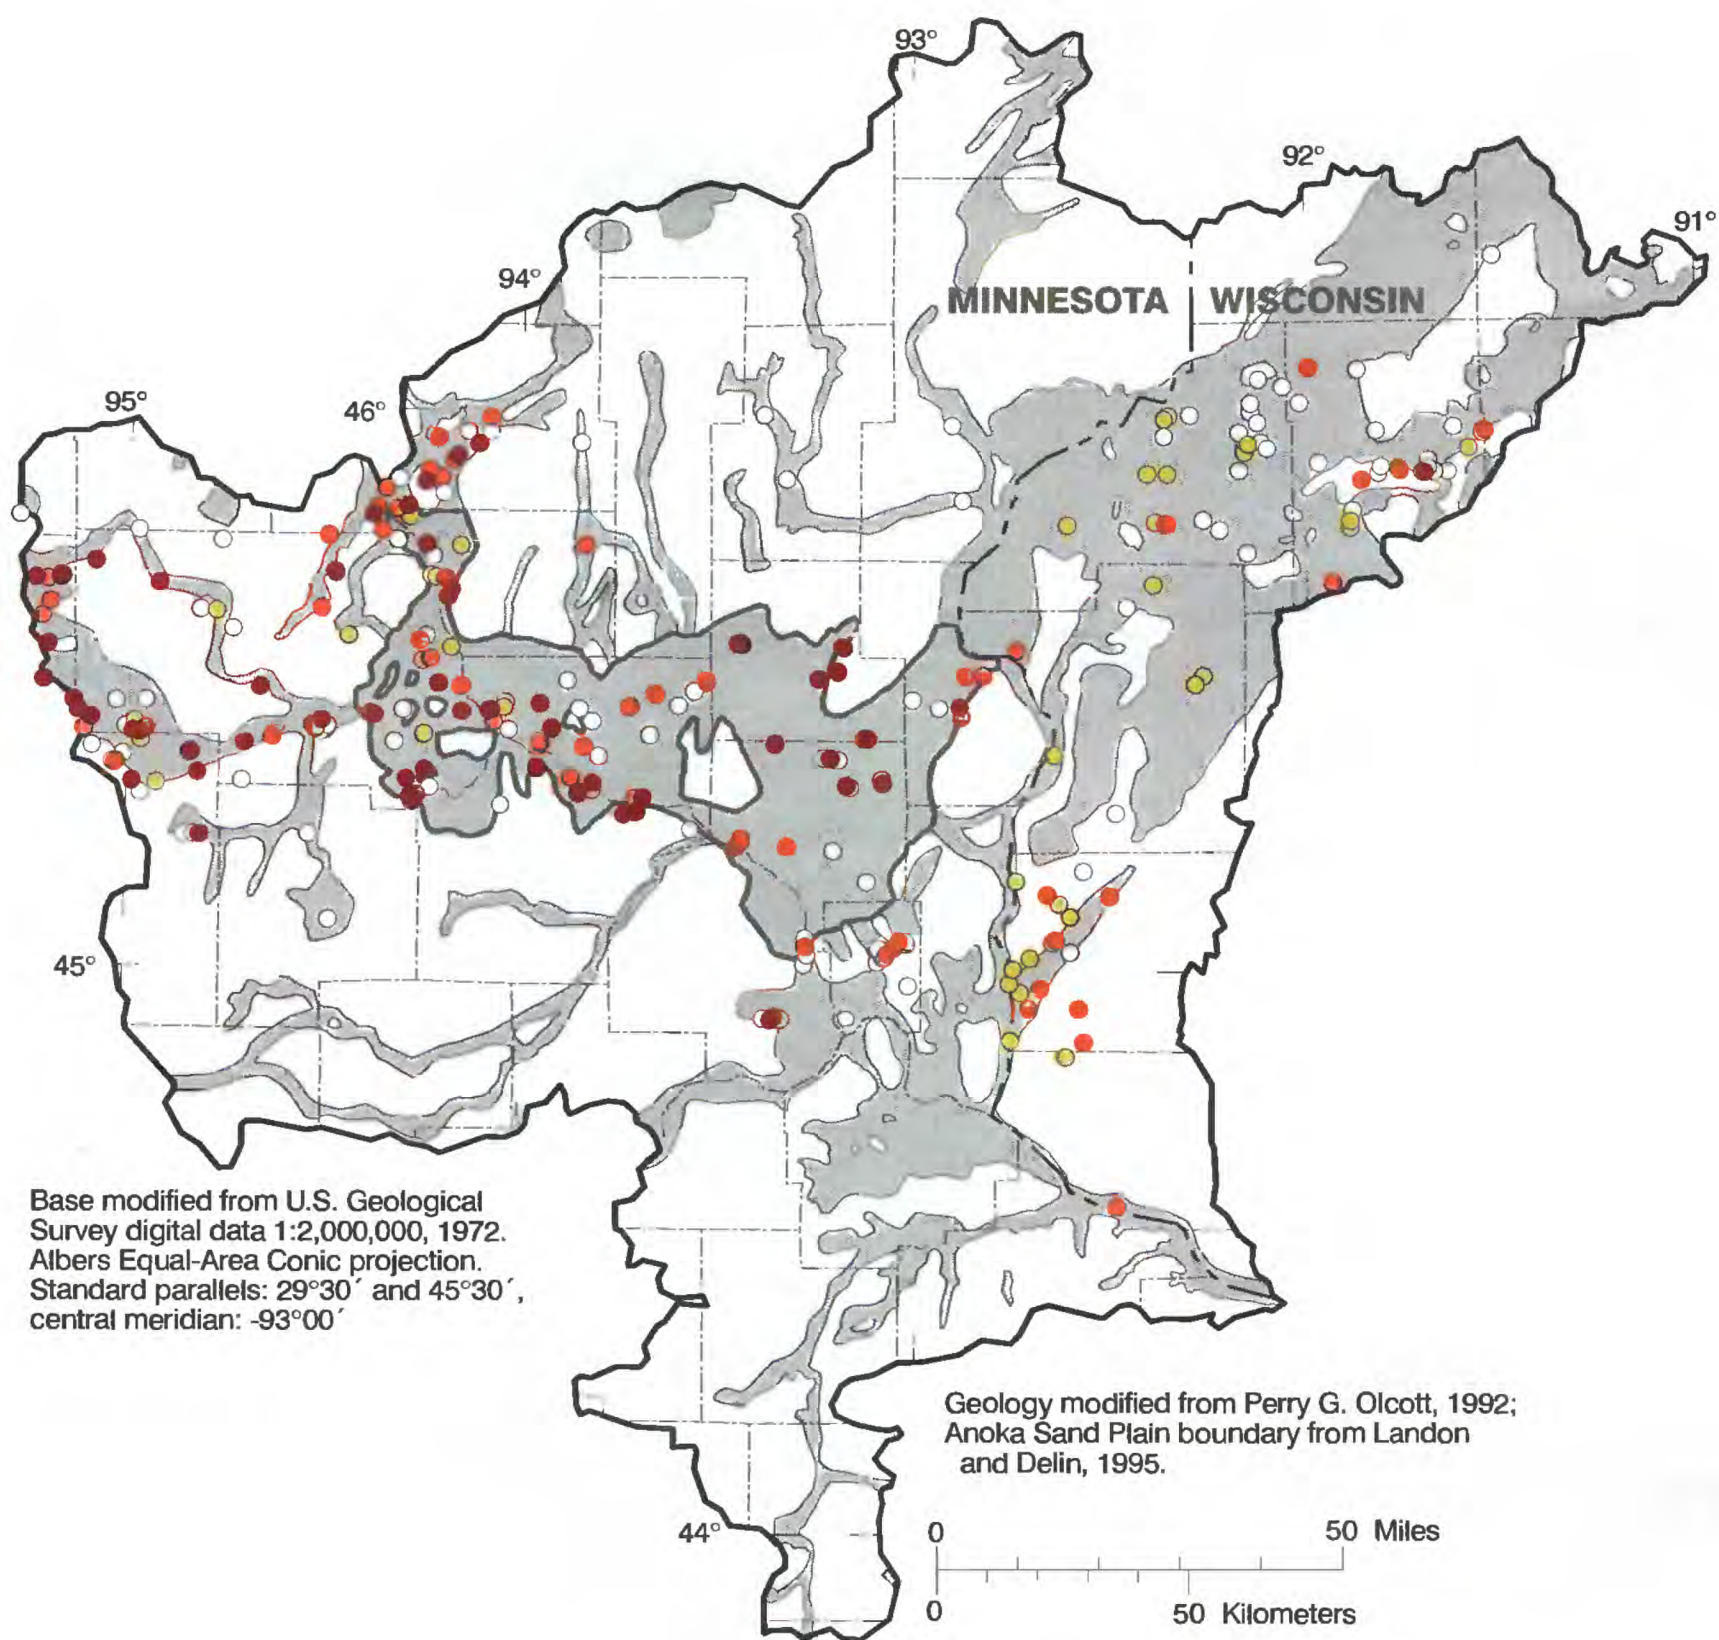 93°
92°
91°
94°
MINNESOTA WISCONSIN
95°
46°
45°
Base modified from U.S. Geological
Survey digital data 1:2,000,000, 1972.
Albers Equal-Area Conic projection.
Standard parallels: 29°30′ and 45°30′,
central meridian: -93°00′
Geology modified from Perry G. Olcott, 1992;
Anoka Sand Plain boundary from Landon
and Delin, 1995.
44°
0 50 Miles
0 50 Kilometers